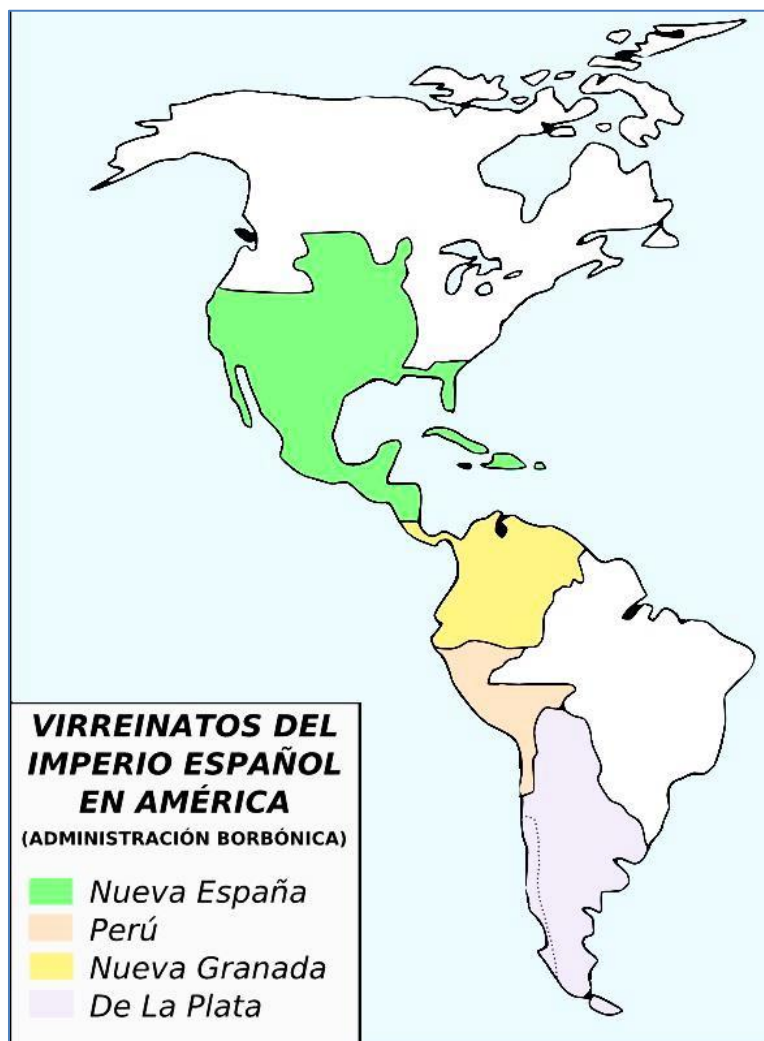 VIRREINATOS DEL
IMPERIO ESPAÑOL
EN AMÉRICA
(ADMINISTRACIÓN BORBÓNICA)
Nueva España
Perú
Nueva Granada
De La Plata